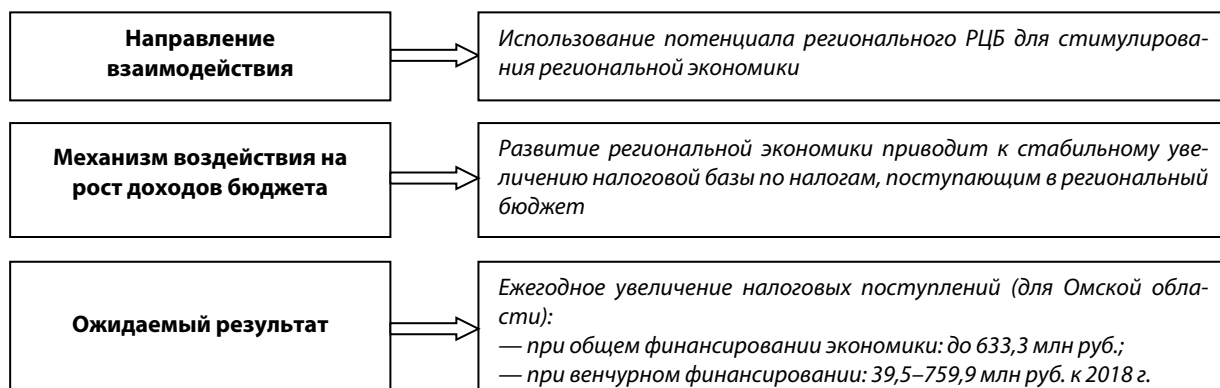 Направление
взаимодействия
Использование потенциала регионального РЦБ для стимулирова-
ния региональной экономики
Механизм воздействия на
рост доходов бюджета
Развитие региональной экономики приводит к стабильному уве-
личению налоговой базы по налогам, поступающим в региональный
бюджет
Ожидаемый результат
Ежегодное увеличение налоговых поступлений (для Омской обла-
сти):
— при общем финансировании экономики: до 633,3 млн руб.;
— при венчурном финансировании: 39,5–759,9 млн руб. к 2018 г.